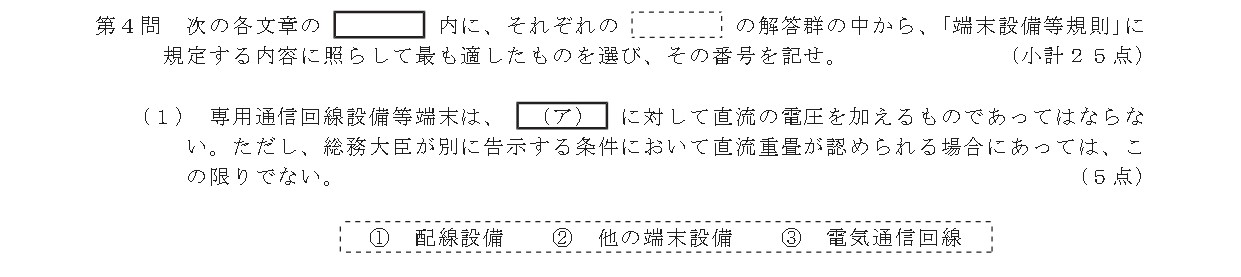 第４問　次の各文章の　　　　内に、それぞれの　　　　の解答群の中から、「端末設備等規則」に
規定する内容に照らして最も適したものを選び、その番号を記せ。　（小計２５点）
（１）　専用通信回線設備等端末は、　（ア）　に対して直流の電圧を加えるものであってはならな
い。ただし、総務大臣が別に告示する条件において直流重畳が認められる場合にあっては、こ
の限りでない。　（５点）
①　配線設備　②　他の端末設備　③　電気通信回線